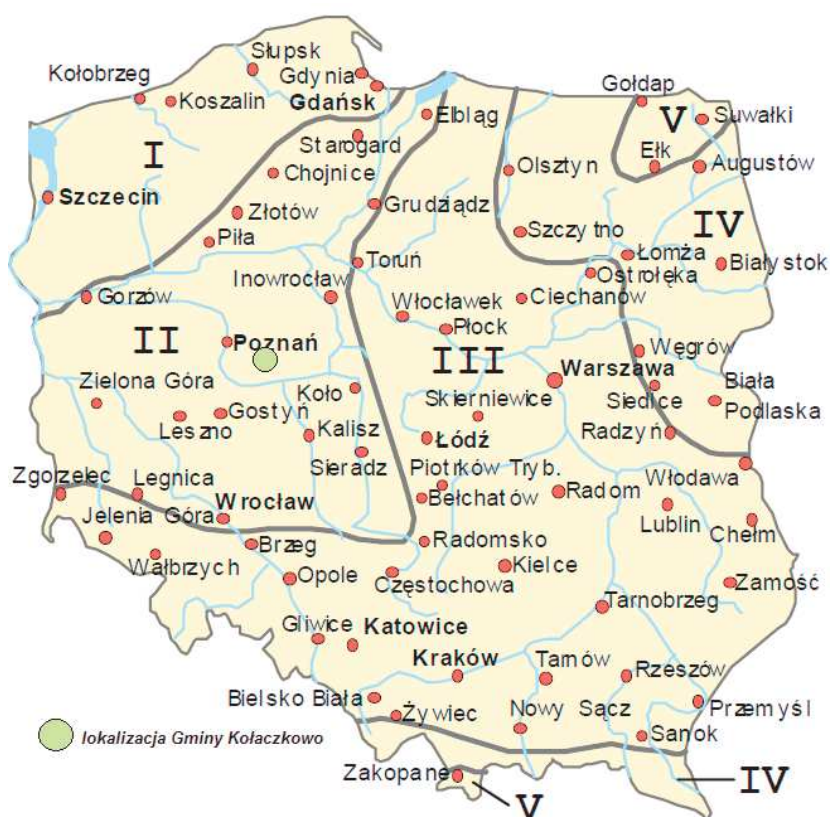 Słupsk
Kołobrzeg
Gdynia
Gołdap
Koszalin
Gdańsk
Elbląg
V
Suwałki
I
Starogard
Ełk
Chojnice
Olsztyn
Augustów
Szczecin
Złotów
Grudziądz
Szczytno
IV
Piła
Toruń
Łomża
Inowrocław
Ostrołęka
Białystok
Gorzów
Włocławek
Ciechanów
Płock
II
Poznań
III
Węgrów
Warszawa
Zielona Góra
Koło
Skierniewice
Siedlce
Biała
Podlaska
Leszno
Gostyń
Kalisz
Łódź
Radzyń
Sieradz
Piotrków Tryb.
Włodawa
Zgorzelec
Legnica
Bełchatów
Radom
Wrocław
Lublin
Jelenia Góra
Chełm
Brzeg
Radomsko
Wałbrzych
Kielce
Opole
Częstochowa
Zamość
Tarnobrzeg
Gliwice
Katowice
Kraków
Tarnów
Rzeszów
Bielsko Biała
Żywiec
Nowy Sącz
Przemyśl
lokalizacja Gminy Kołaczkowo
Sanok
Zakopane
IV
V